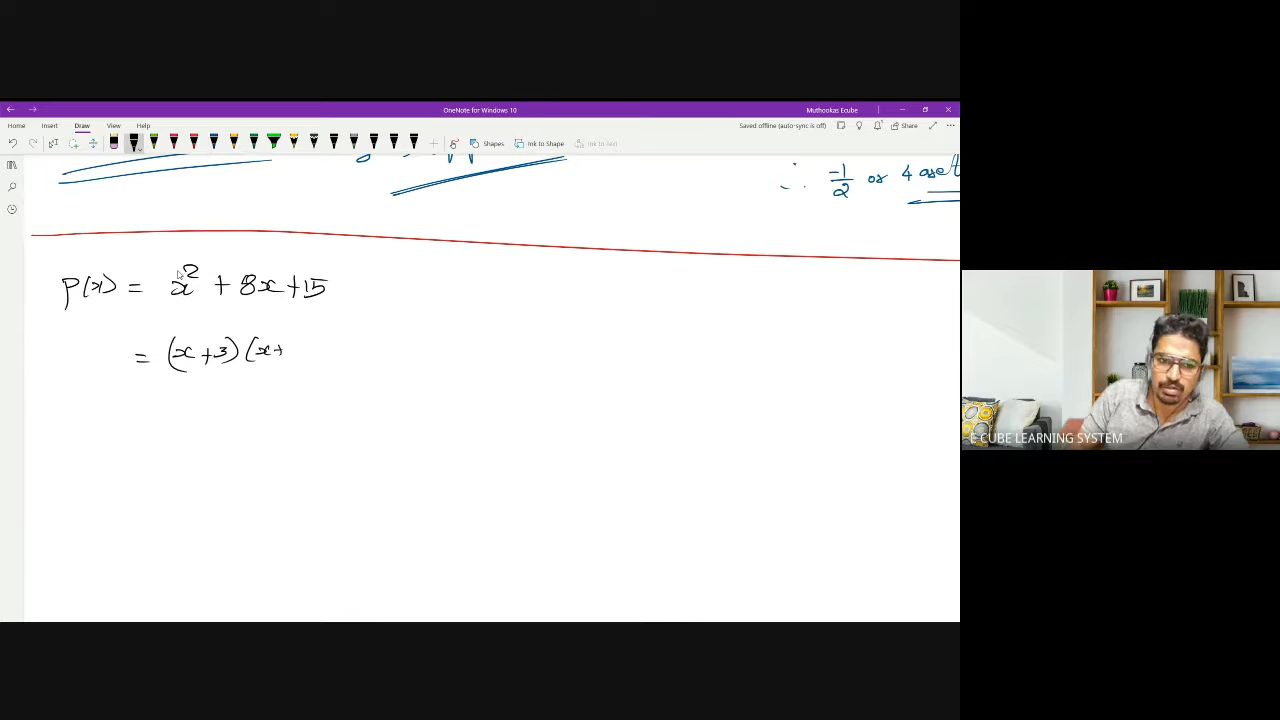 OneNote for Windows 10
Muthookas Ecube
Home Insert Draw View Help
Saved offline (auto-sync is off)
Share
Shapes Ink to Shape Ink to Text
∴ -1/2 or 4 are
p(x) = x² + 8x + 15
= (x + 3) (x +
E CUBE LEARNING SYSTEM